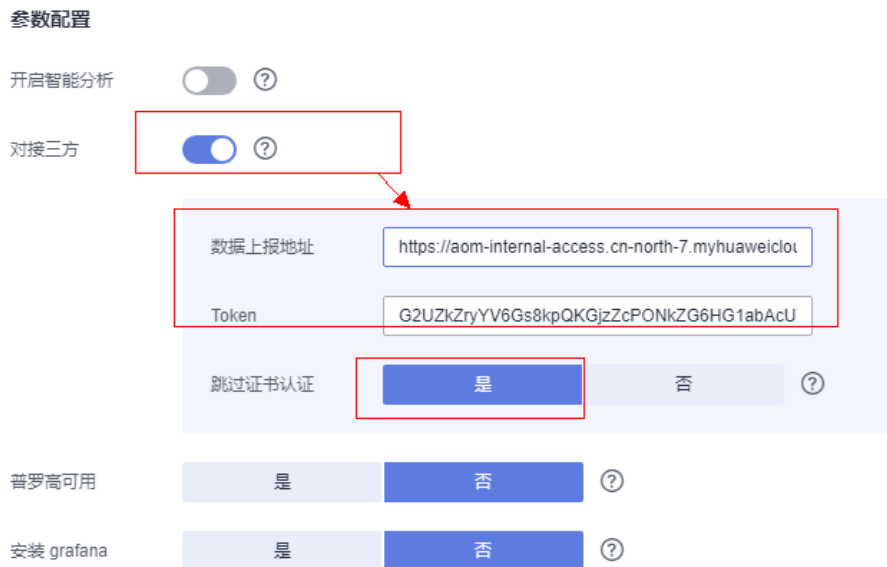 参数配置
开启智能分析
对接三方
数据上报地址 https://aom-internal-access.cn-north-7.myhuaweiclou
Token G2UZkZryYV6Gs8kpQKGjzZcPONkZG6HG1abAcU
跳过证书认证 是 否
普罗高可用 是 否
安装 grafana 是 否